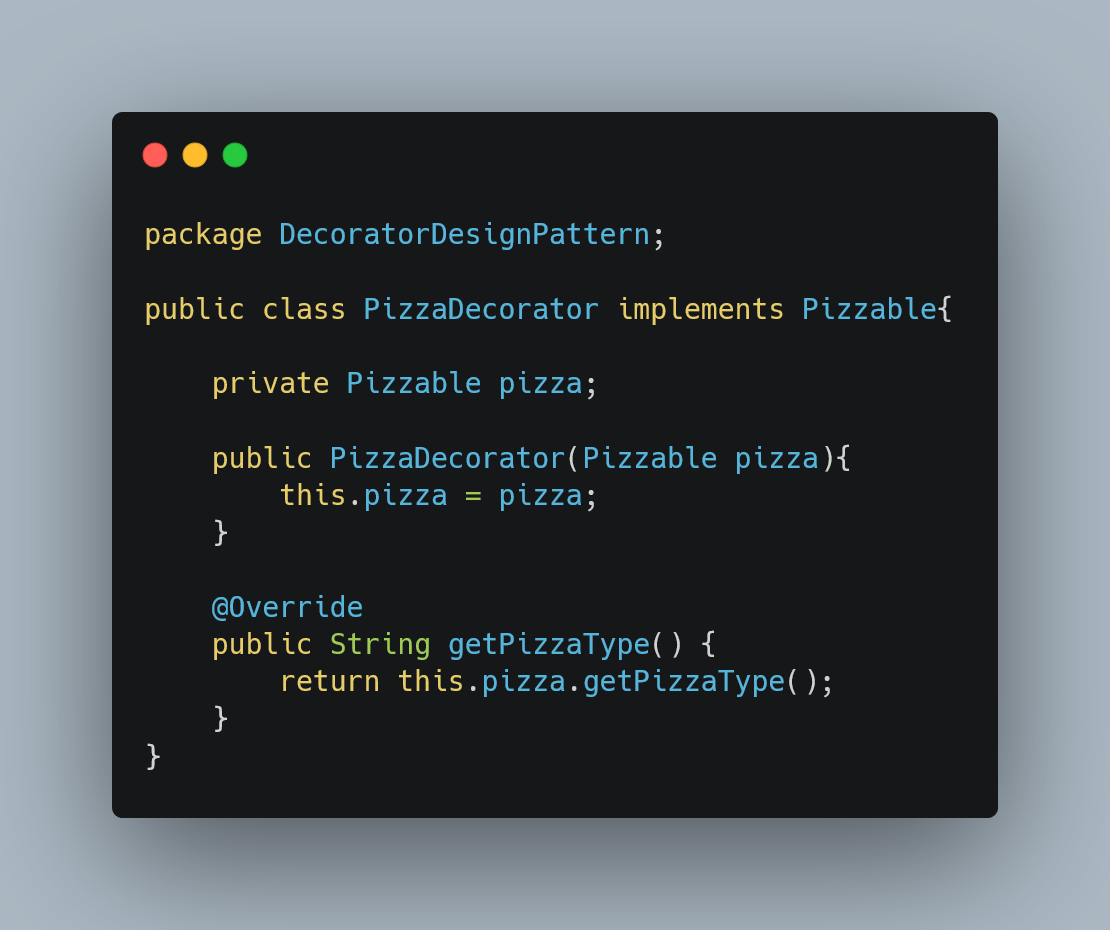 package DecoratorDesignPattern;
public class PizzaDecorator implements Pizzable{
private Pizzable pizza;
public PizzaDecorator(Pizzable pizza){
this.pizza = pizza;
}
@Override
public String getPizzaType() {
return this.pizza.getPizzaType();
}
}